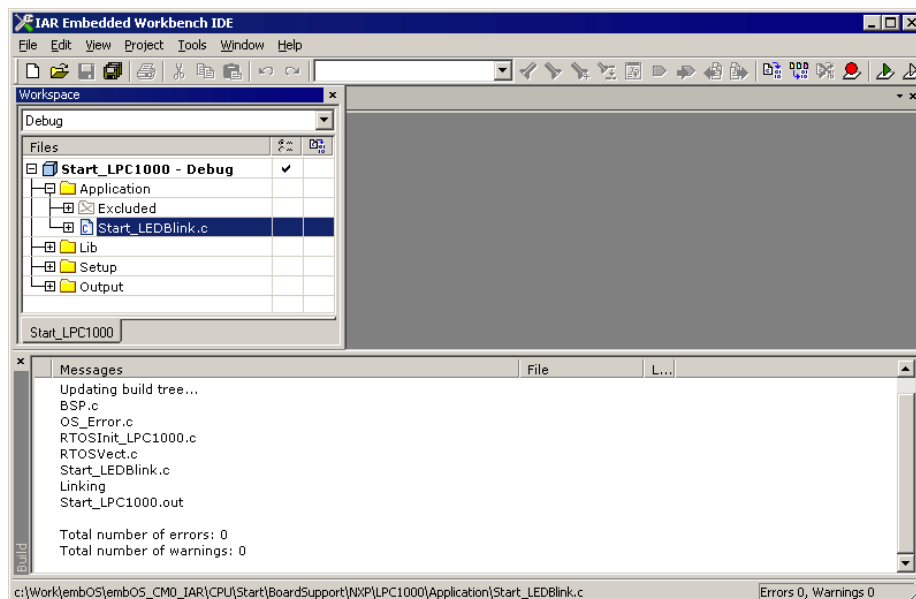 IAR Embedded Workbench IDE
File Edit View Project Tools Window Help
Workspace
Debug
Files
Start_LPC1000 - Debug
Application
Excluded
Start_LEDBlink.c
Lib
Setup
Output
Start_LPC1000
Messages File L...
Updating build tree...
BSP.c
OS_Error.c
RTOSInit_LPC1000.c
RTOSVect.c
Start_LEDBlink.c
Linking
Start_LPC1000.out
Total number of errors: 0
Total number of warnings: 0
Build
c:\Work\embOS\embOS_CM0_IAR\CPU\Start\BoardSupport\NXP\LPC1000\Application\Start_LEDBlink.c Errors 0, Warnings 0